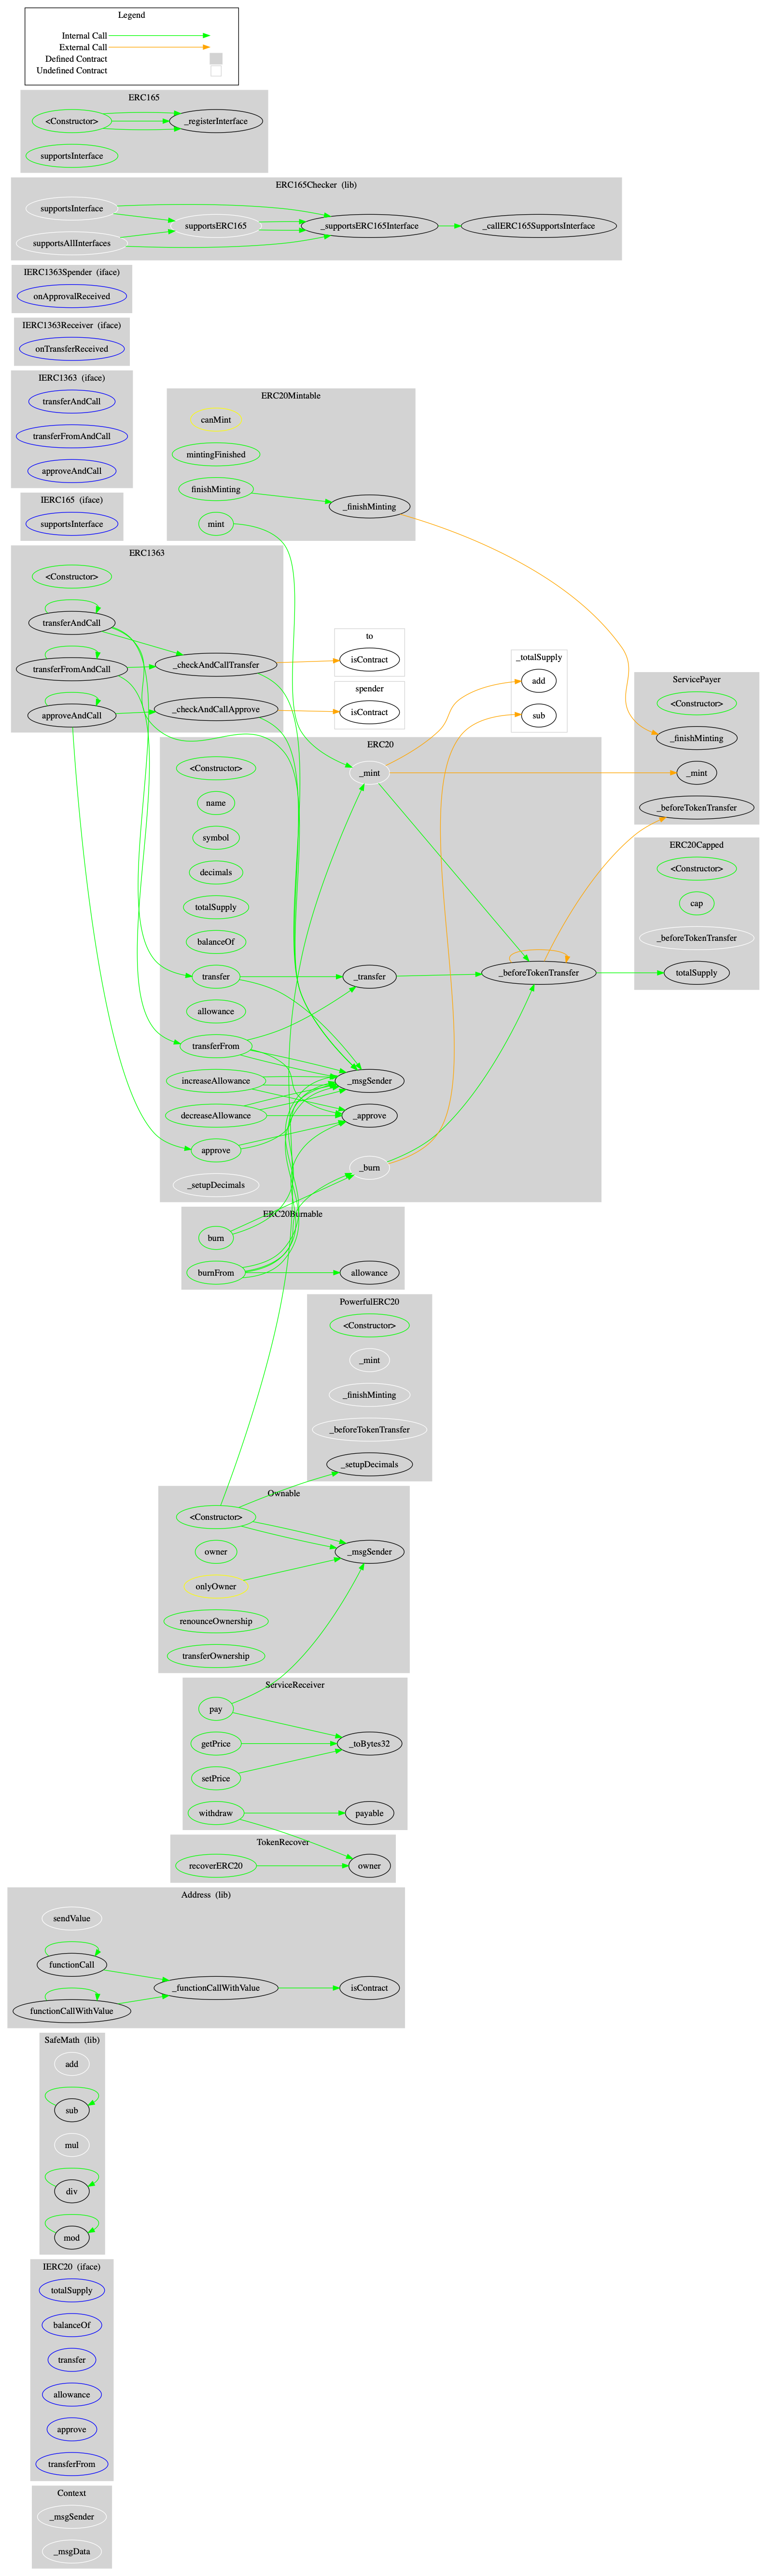 Legend
Internal Call
External Call
Defined Contract
Undefined Contract
ERC165
<Constructor>
_registerInterface
supportsInterface
ERC165Checker (lib)
supportsInterface
supportsERC165
_supportsERC165Interface
_callERC165SupportsInterface
supportsAllInterfaces
IERC1363Spender (iface)
onApprovalReceived
IERC1363Receiver (iface)
onTransferReceived
IERC1363 (iface)
transferAndCall
transferFromAndCall
approveAndCall
IERC165 (iface)
supportsInterface
ERC20Mintable
canMint
mintingFinished
finishMinting
_finishMinting
mint
ERC1363
<Constructor>
transferAndCall
transferFromAndCall
_checkAndCallTransfer
approveAndCall
_checkAndCallApprove
to
isContract
spender
isContract
_totalSupply
add
sub
ServicePayer
<Constructor>
_finishMinting
_mint
_beforeTokenTransfer
ERC20
<Constructor>
_mint
name
symbol
decimals
totalSupply
balanceOf
transfer
_transfer
_beforeTokenTransfer
allowance
transferFrom
increaseAllowance
_msgSender
decreaseAllowance
_approve
approve
_burn
_setupDecimals
ERC20Capped
<Constructor>
cap
_beforeTokenTransfer
totalSupply
ERC20Burnable
burn
burnFrom
allowance
PowerfulERC20
<Constructor>
_mint
_finishMinting
_beforeTokenTransfer
_setupDecimals
Ownable
<Constructor>
owner
_msgSender
onlyOwner
renounceOwnership
transferOwnership
ServiceReceiver
pay
getPrice
_toBytes32
setPrice
withdraw
payable
TokenRecover
recoverERC20
owner
Address (lib)
sendValue
functionCall
_functionCallWithValue
isContract
functionCallWithValue
SafeMath (lib)
add
sub
mul
div
mod
IERC20 (iface)
totalSupply
balanceOf
transfer
allowance
approve
transferFrom
Context
_msgSender
_msgData